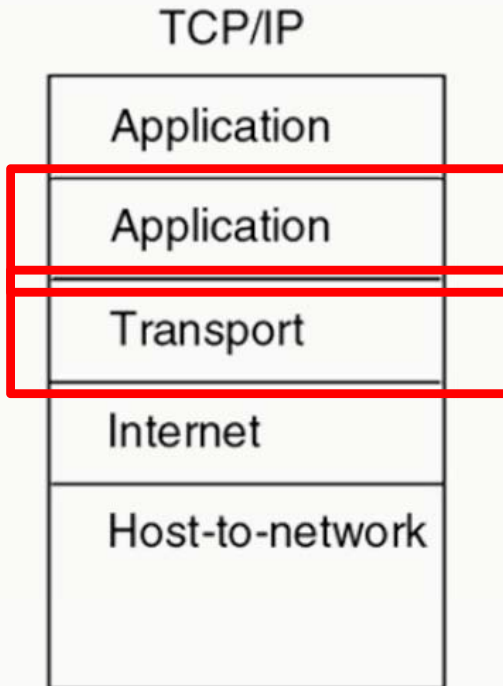 TCP/IP
Application
Application
Transport
Internet
Host-to-network